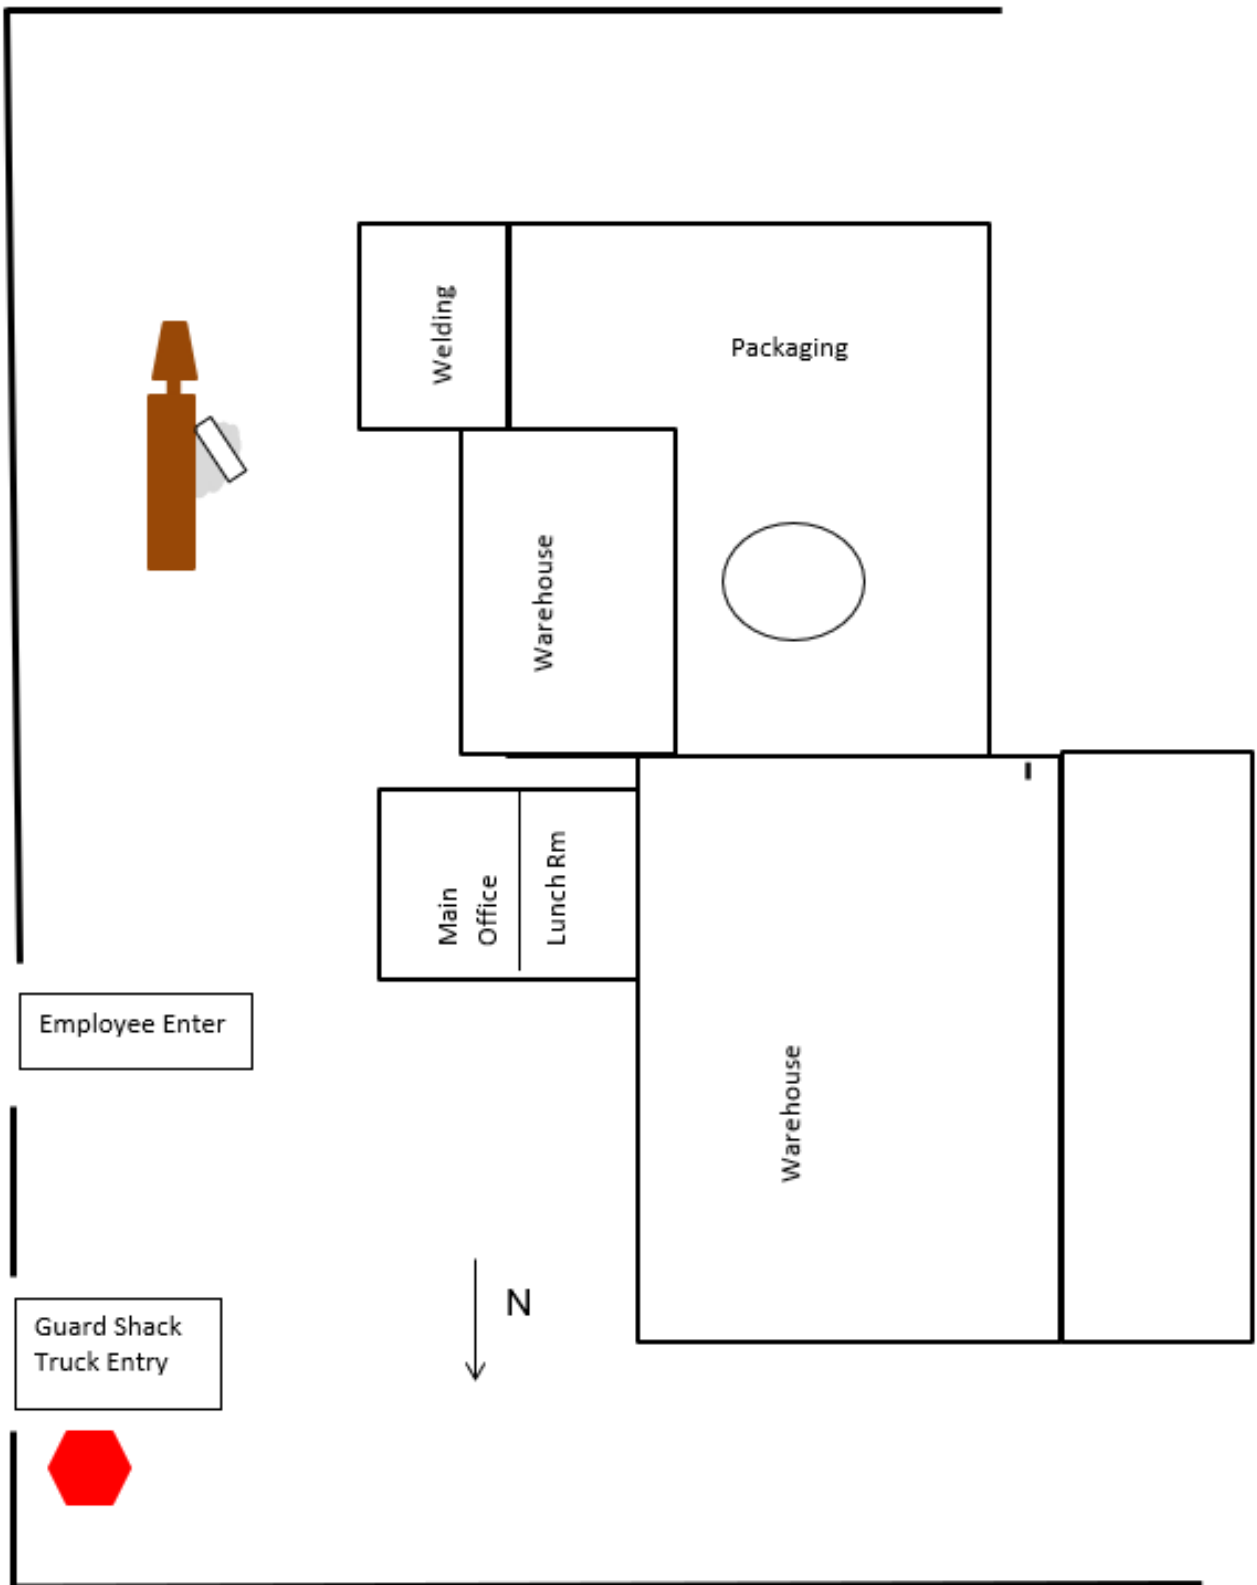 Welding
Packaging
Warehouse
Main
Office
Lunch Rm
Employee Enter
Warehouse
N
Guard Shack
Truck Entry